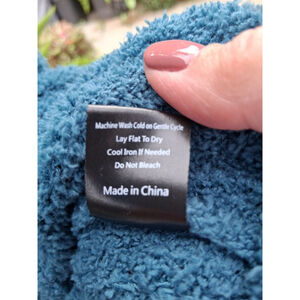 Machine Wash Cold on Gentle Cycle
Lay Flat To Dry
Cool Iron If Needed
Do Not Bleach
Made in China